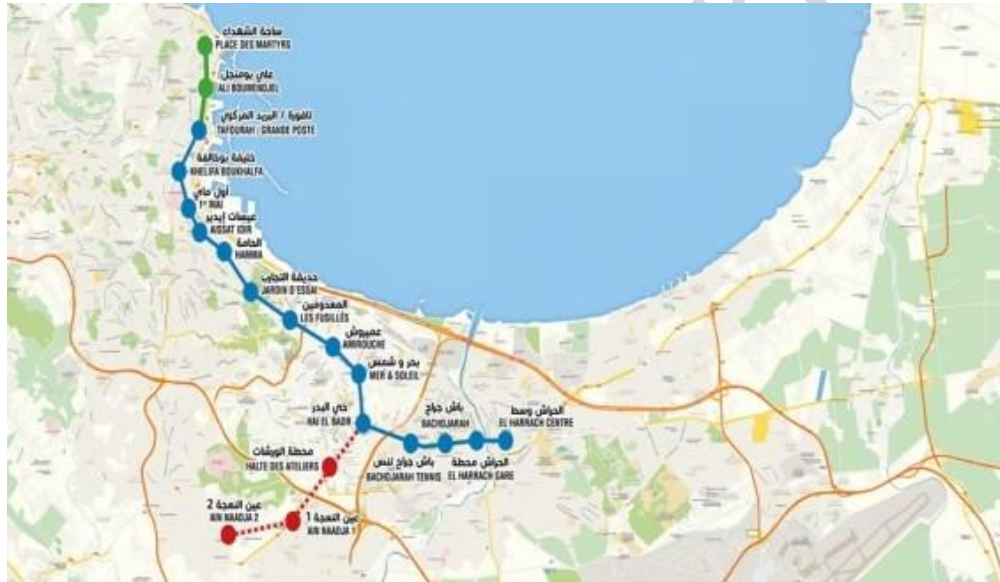 ساحة الشهداء
PLACE DES MARTYRS
علي بومنجل
ALI BOUMENDJEL
تافورة / البريد المركزي
TAFOURAH / GRANDE POSTE
خليفة بوخالفة
KHELIFA BOUKHALFA
أول ماي
1er MAI
عيسات إيدير
AISSAT IDIR
الحامة
HAMMA
حديقة التجارب
JARDIN D'ESSAI
المعدومين
LES FUSILLÉS
عميروش
AMIROUCHE
بحر و شمس
MER & SOLEIL
حي البدر
HAI EL BADR
باش جراح
BACHDJARAH
الحراش وسط
EL HARRACH CENTRE
باش جراح تنس
BACHDJARAH TENNIS
الحراش محطة
EL HARRACH GARE
محطة الورشات
HALTE DES ATELIERS
عين النعجة 2
AIN NAADJA 2
عين النعجة 1
AIN NAADJA 1